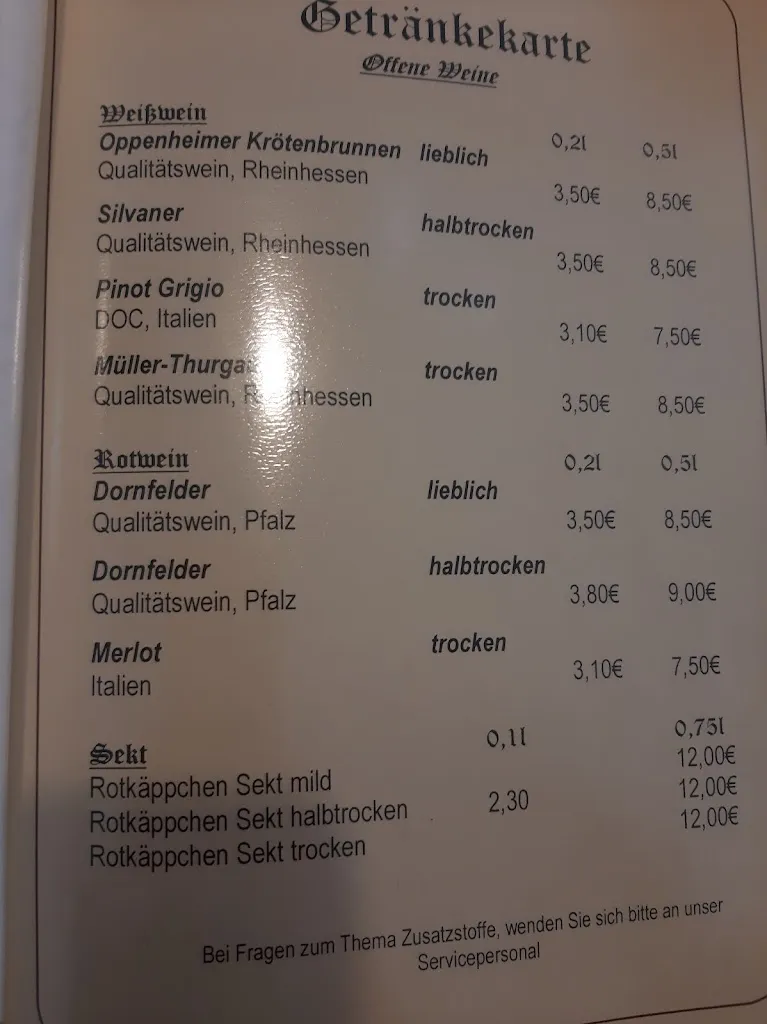 Getränkekarte
Offene Weine
Weißwein
Oppenheimer Krötenbrunnen lieblich 0,2l 0,5l
Qualitätswein, Rheinhessen 3,50€ 8,50€
Silvaner halbtrocken
Qualitätswein, Rheinhessen 3,50€ 8,50€
Pinot Grigio trocken
DOC, Italien 3,10€ 7,50€
Müller-Thurgau trocken
Qualitätswein, Rheinhessen 3,50€ 8,50€
Rotwein 0,2l 0,5l
Dornfelder lieblich
Qualitätswein, Pfalz 3,50€ 8,50€
Dornfelder halbtrocken
Qualitätswein, Pfalz 3,80€ 9,00€
Merlot trocken
Italien 3,10€ 7,50€
Sekt 0,1l 0,75l
Rotkäppchen Sekt mild 12,00€
Rotkäppchen Sekt halbtrocken 2,30 12,00€
Rotkäppchen Sekt trocken 12,00€
Bei Fragen zum Thema Zusatzstoffe, wenden Sie sich bitte an unser
Servicepersonal